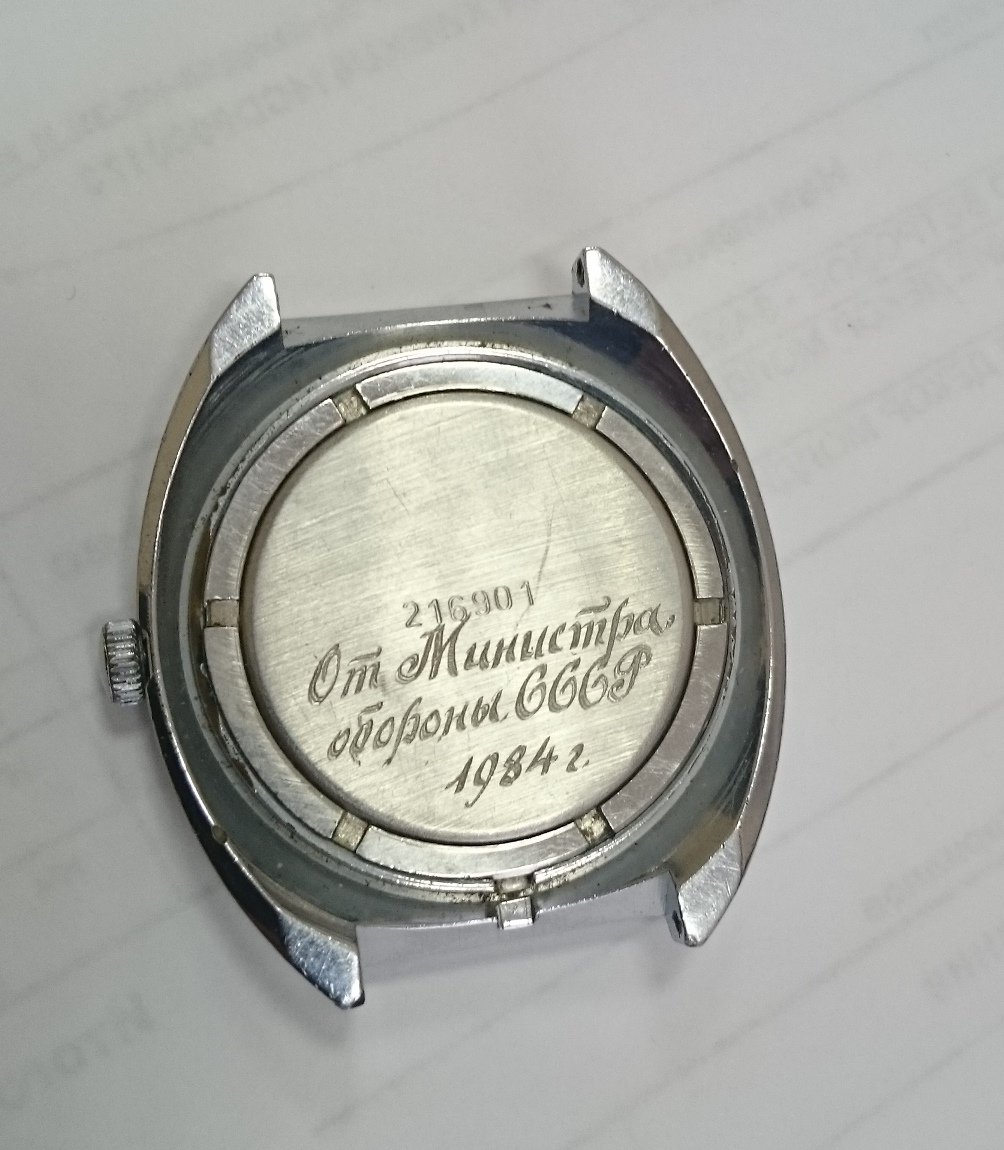 216901
От Министра
обороны СССР
1984 г.